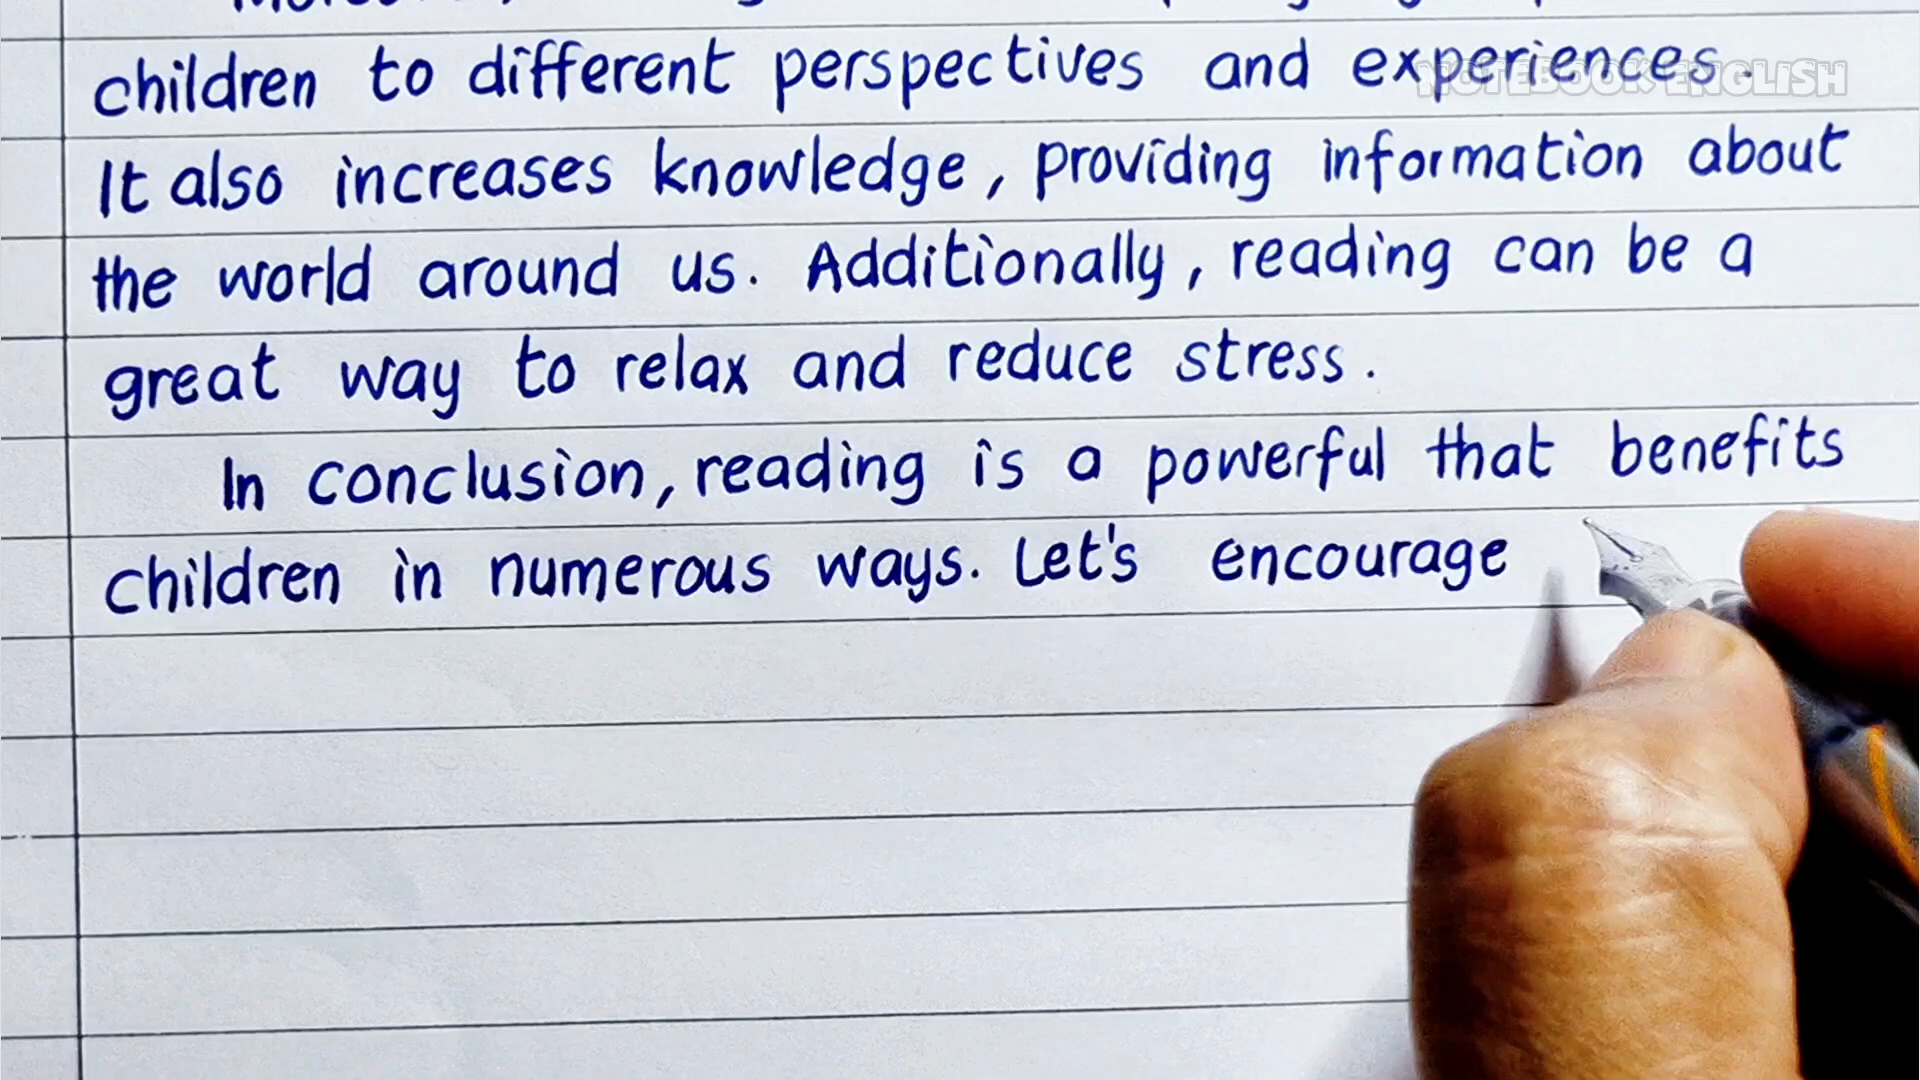 children to different perspectives and experiences.
NOTEBOOK ENGLISH
It also increases knowledge, providing information about
the world around us. Additionally, reading can be a
great way to relax and reduce stress.
In conclusion, reading is a powerful that benefits
children in numerous ways. Let's encourage